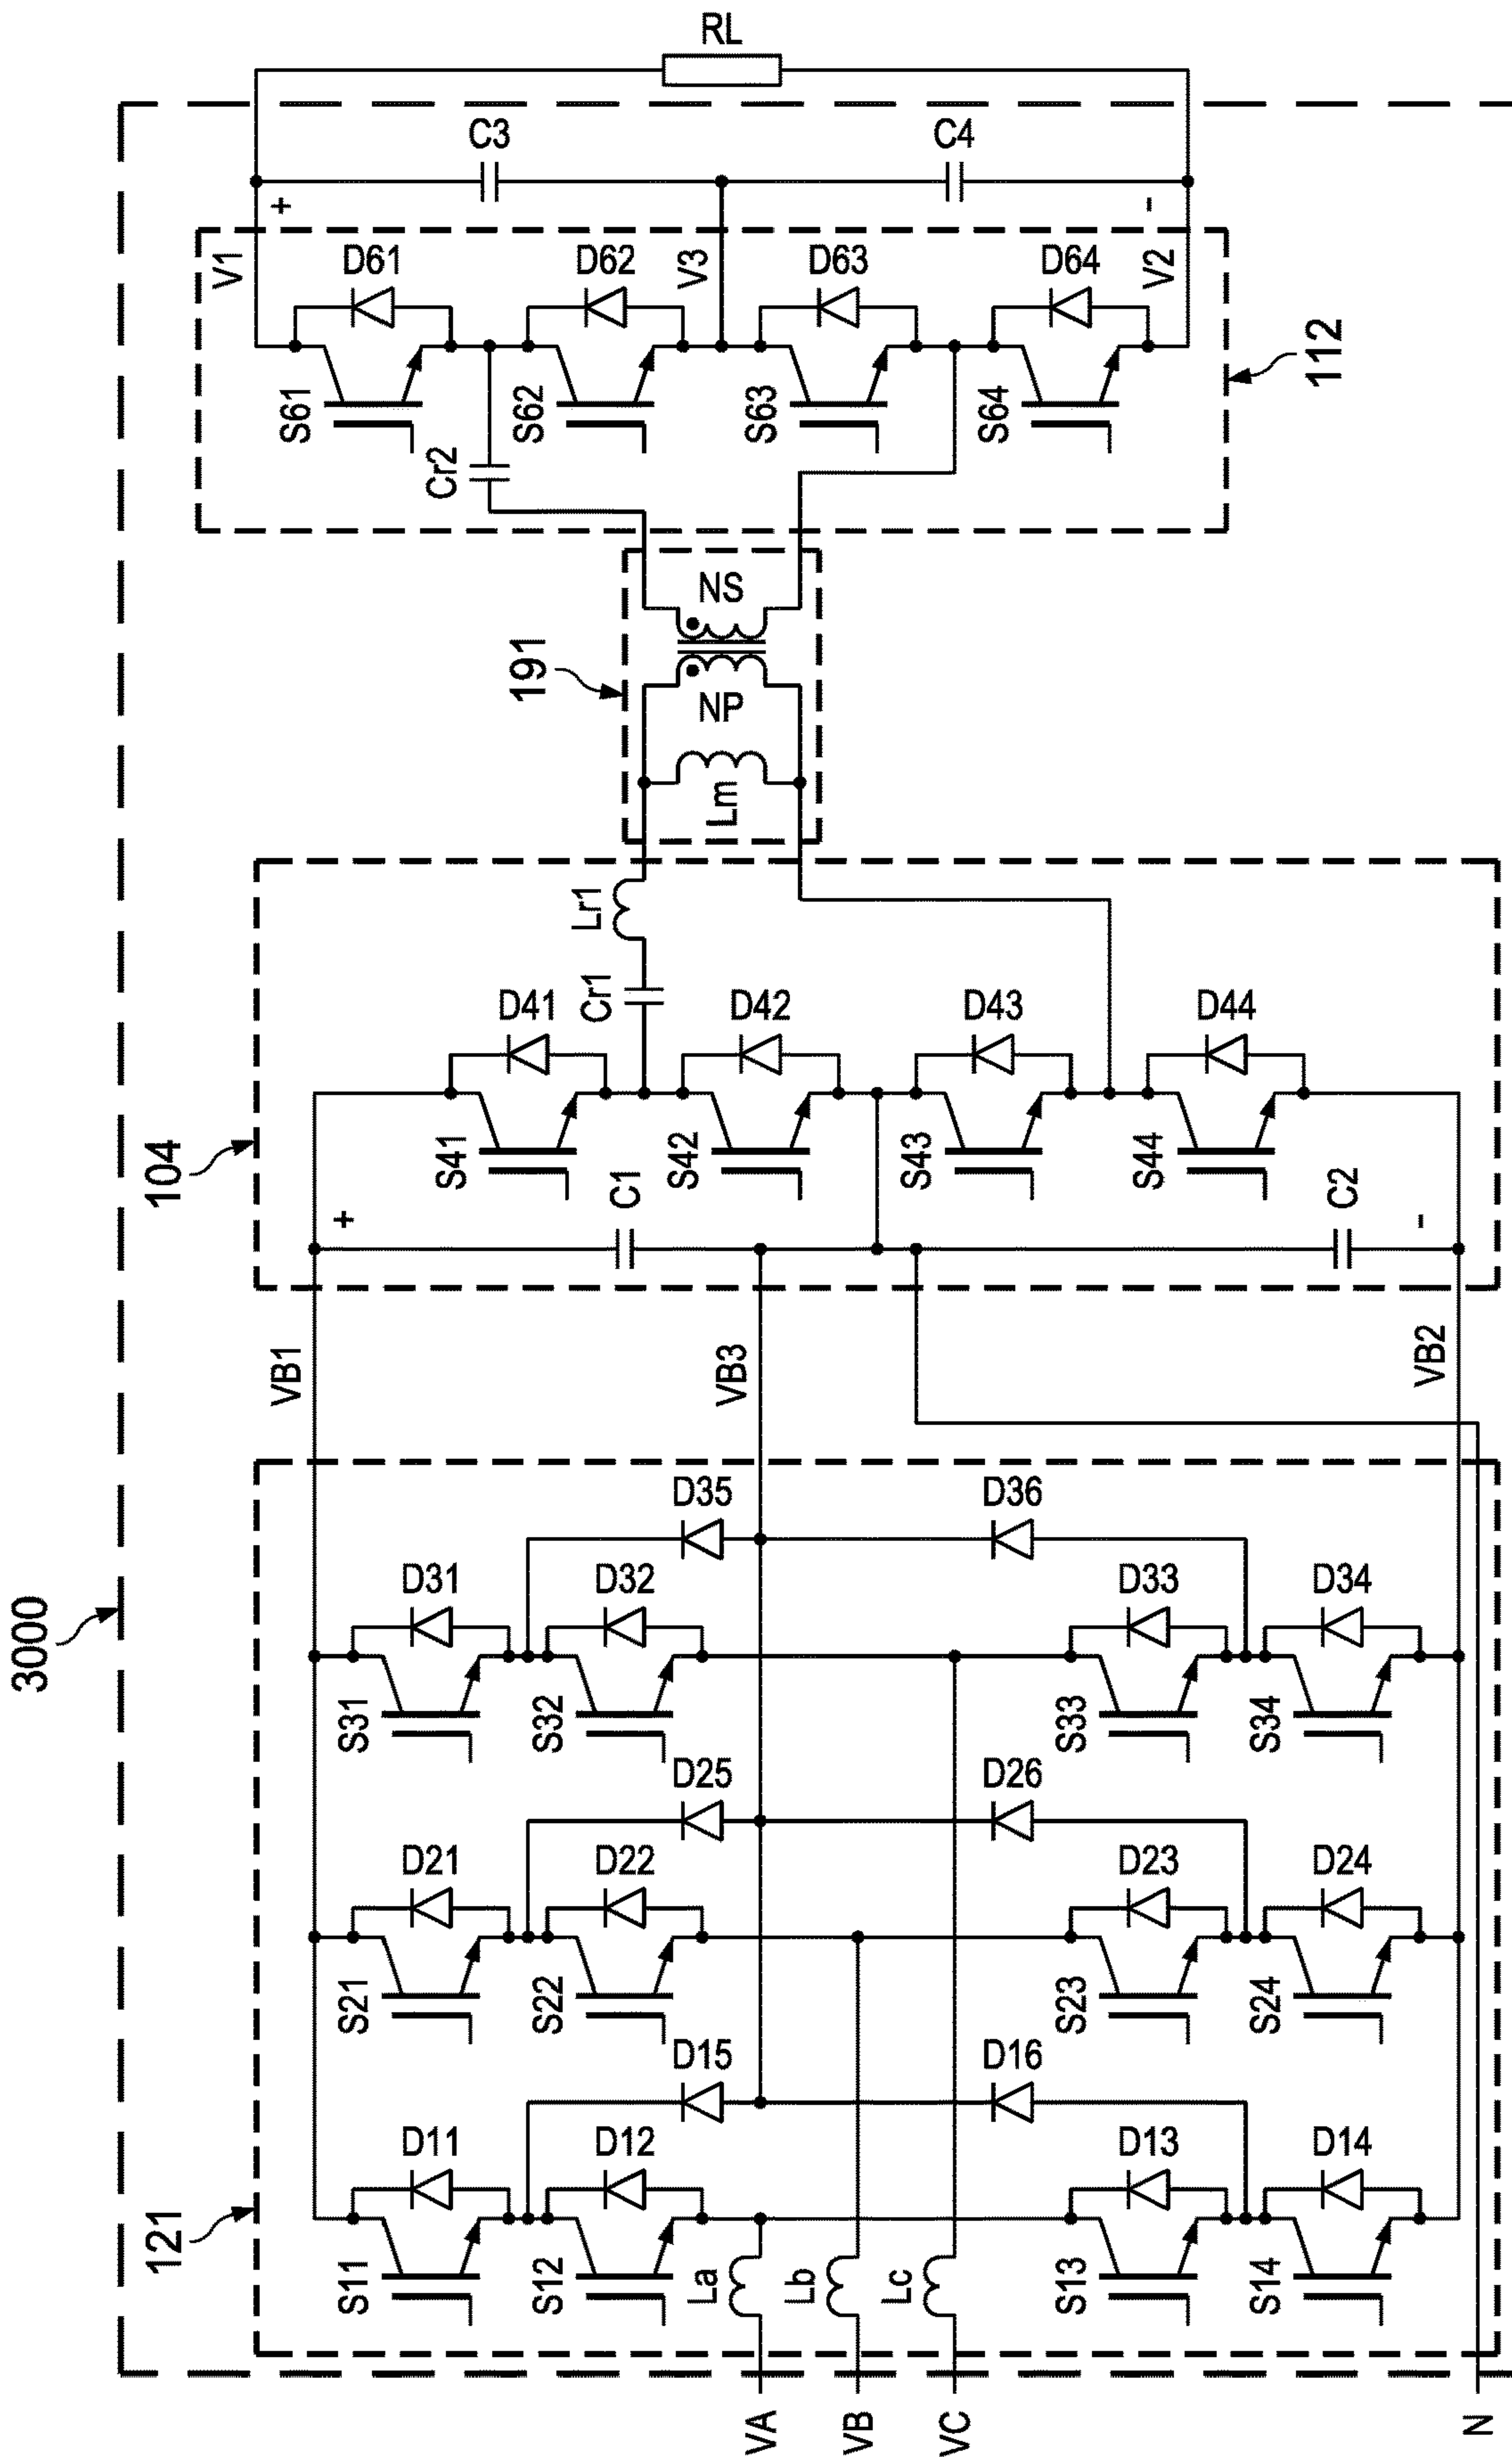 3000
121
104
191
112
VA
VB
VC
N
La
Lb
Lc
S11
D11
S12
D12
D15
D16
S13
D13
S14
D14
S21
D21
S22
D22
D25
D26
S23
D23
S24
D24
S31
D31
S32
D32
D35
D36
S33
D33
S34
D34
VB1
VB3
VB2
+
C1
C2
-
S41
D41
S42
D42
S43
D43
S44
D44
Cr1
Lr1
Lm
NP
NS
Cr2
S61
D61
S62
D62
S63
D63
S64
D64
V1
V3
V2
+
-
C3
C4
RL